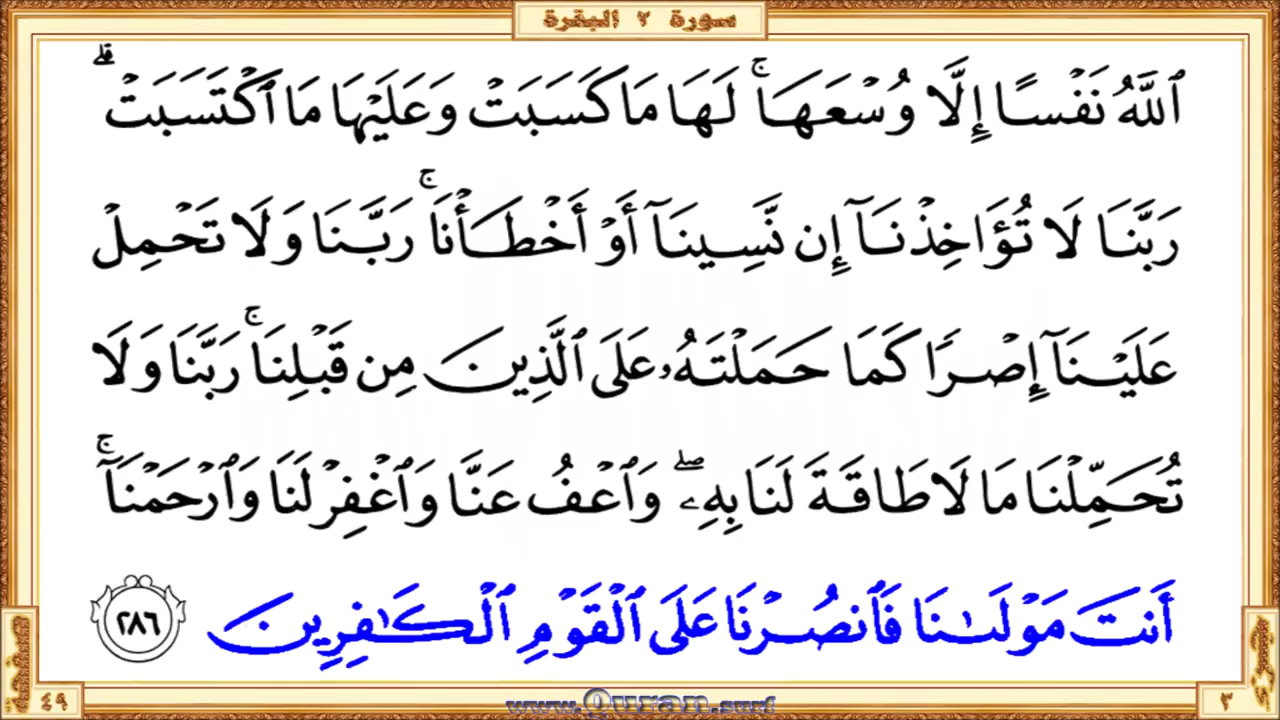 سورة ٢ البقرة
ٱللَّهُ نَفۡسًا إِلَّا وُسۡعَهَاۚ لَهَا مَا كَسَبَتۡ وَعَلَيۡهَا مَا ٱكۡتَسَبَتۡۗ
رَبَّنَا لَا تُؤَاخِذۡنَآ إِن نَّسِينَآ أَوۡ أَخۡطَأۡنَاۚ رَبَّنَا وَلَا تَحۡمِلۡ
عَلَيۡنَآ إِصۡرٗا كَمَا حَمَلۡتَهُۥ عَلَى ٱلَّذِينَ مِن قَبۡلِنَاۚ رَبَّنَا وَلَا
تُحَمِّلۡنَا مَا لَا طَاقَةَ لَنَا بِهِۦۖ وَٱعۡفُ عَنَّا وَٱغۡفِرۡ لَنَا وَٱرۡحَمۡنَآۚ
أَنتَ مَوۡلَىٰنَا فَٱنصُرۡنَا عَلَى ٱلۡقَوۡمِ ٱلۡكَٰفِرِينَ ٢٨٦
٤٩
www.Quran.surf
٣